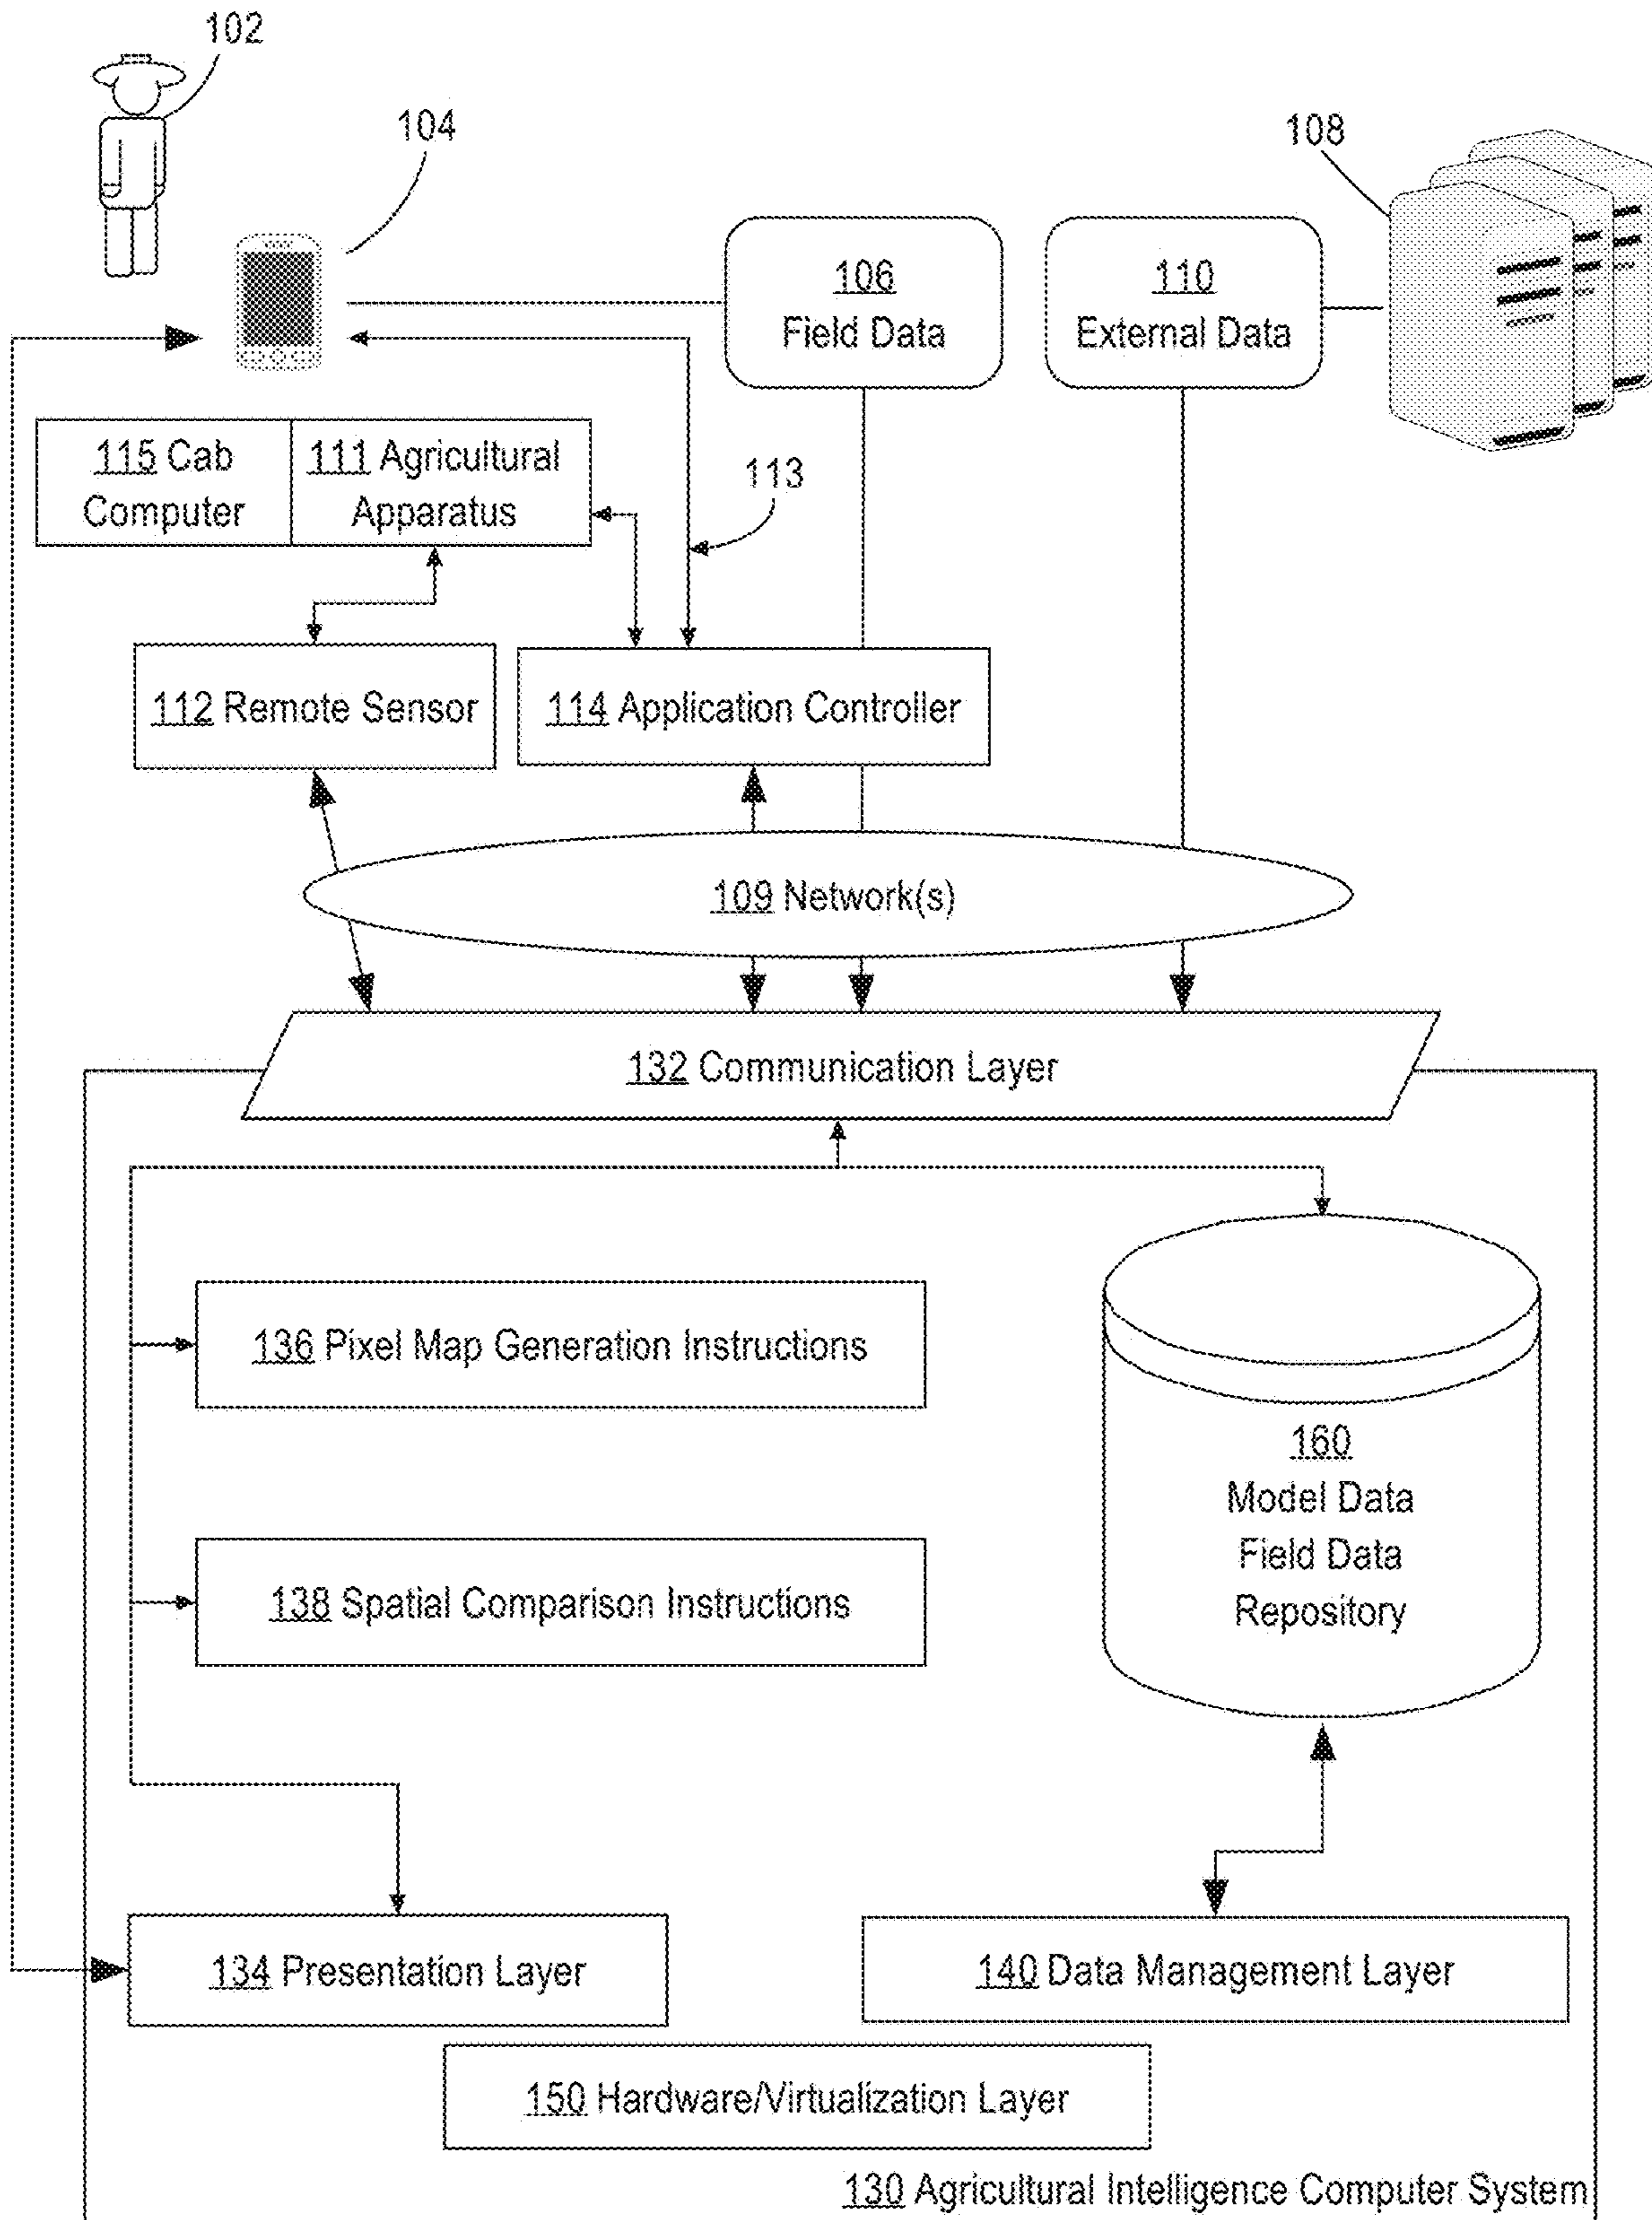 102
104
108
106
Field Data
110
External Data
115 Cab
Computer
111 Agricultural
Apparatus
113
112 Remote Sensor
114 Application Controller
109 Network(s)
132 Communication Layer
136 Pixel Map Generation Instructions
160
Model Data
Field Data
Repository
138 Spatial Comparison Instructions
134 Presentation Layer
140 Data Management Layer
150 Hardware/Virtualization Layer
130 Agricultural Intelligence Computer System